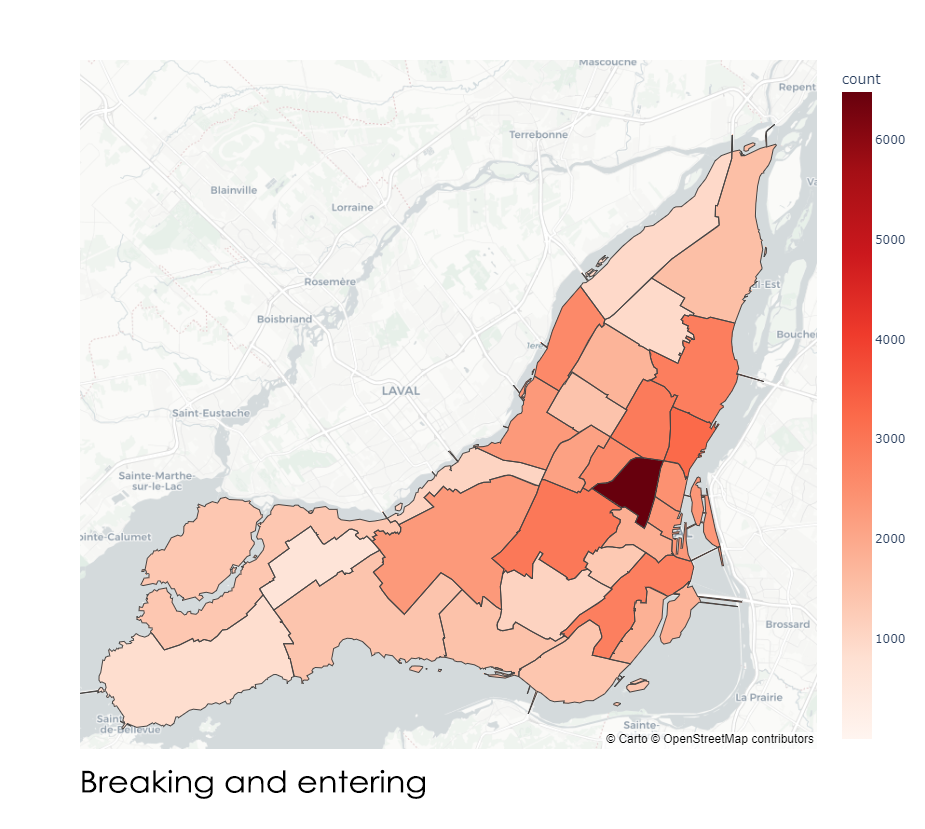 Mascouche
Repent
Terrebonne
Blainville
Va
Lorraine
Rosemère
l-Est
Boisbriand
Boucher
LAVAL
Saint-Eustache
Sainte-Marthe-
sur-le-Lac
ointe-Calumet
Brossard
La Prairie
Saint
de-Bellevue
Sainte-
© Carto © OpenStreetMap contributors
count
6000
5000
4000
3000
2000
1000
Breaking and entering